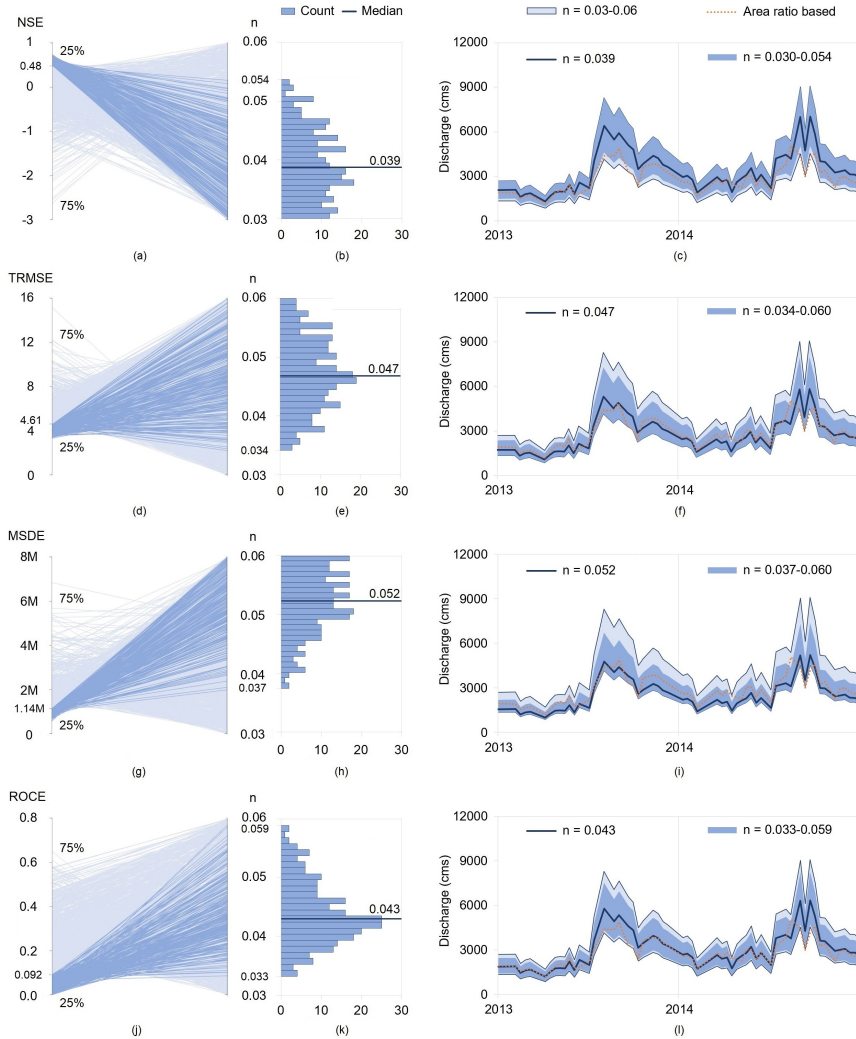 NSE
n
Count
Median
n = 0.03-0.06
Area ratio based
1
25%
0.48
0
-1
-2
75%
-3
(a)
0.06
0.054
0.05
0.04
0.039
0.03
0 10 20 30
(b)
Discharge (cms)
12000
n = 0.039
n = 0.030-0.054
9000
6000
3000
0
2013 2014
(c)
TRMSE
n
16
75%
12
8
4.61
4
25%
0
(d)
0.06
0.05
0.047
0.04
0.034
0.03
0 10 20 30
(e)
Discharge (cms)
12000
n = 0.047
n = 0.034-0.060
9000
6000
3000
0
2013 2014
(f)
MSDE
n
8M
75%
6M
4M
2M
1.14M
25%
0
(g)
0.06
0.052
0.05
0.04
0.037
0.03
0 10 20 30
(h)
Discharge (cms)
12000
n = 0.052
n = 0.037-0.060
9000
6000
3000
0
2013 2014
(i)
ROCE
n
0.8
75%
0.6
0.4
0.2
0.092
0.0
25%
(j)
0.06
0.059
0.05
0.043
0.04
0.033
0.03
0 10 20 30
(k)
Discharge (cms)
12000
n = 0.043
n = 0.033-0.059
9000
6000
3000
0
2013 2014
(l)